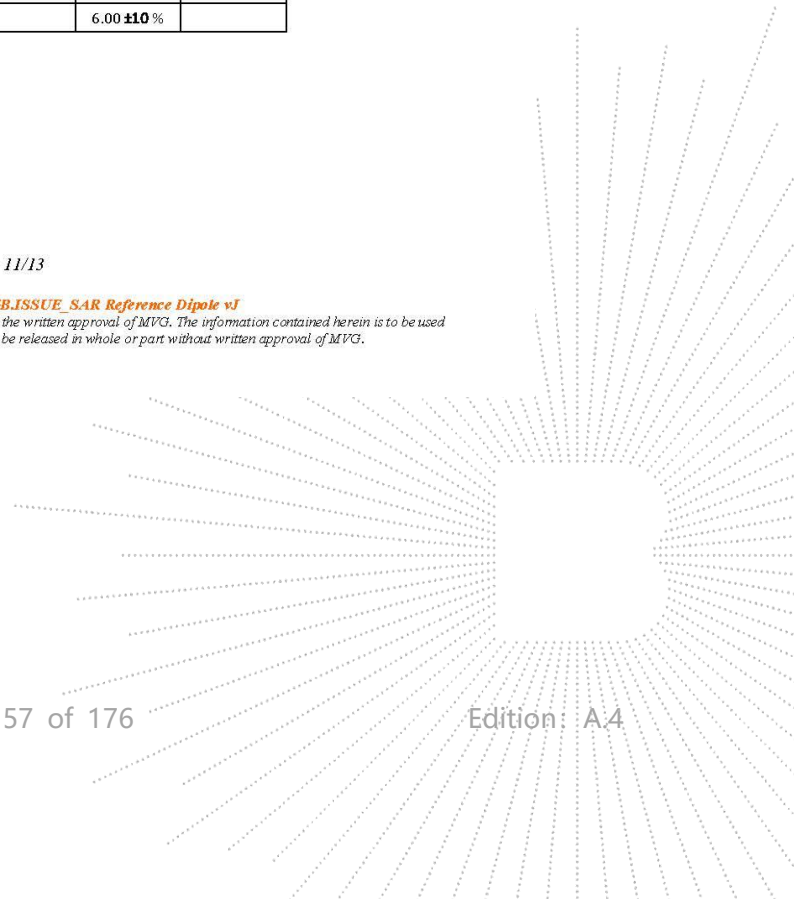 6.00 ±10 %
11/13
B.ISSUE_SAR Reference Dipole vJ
the written approval of MVG. The information contained herein is to be used
be released in whole or part without written approval of MVG.
57 of 176
Edition: A.4